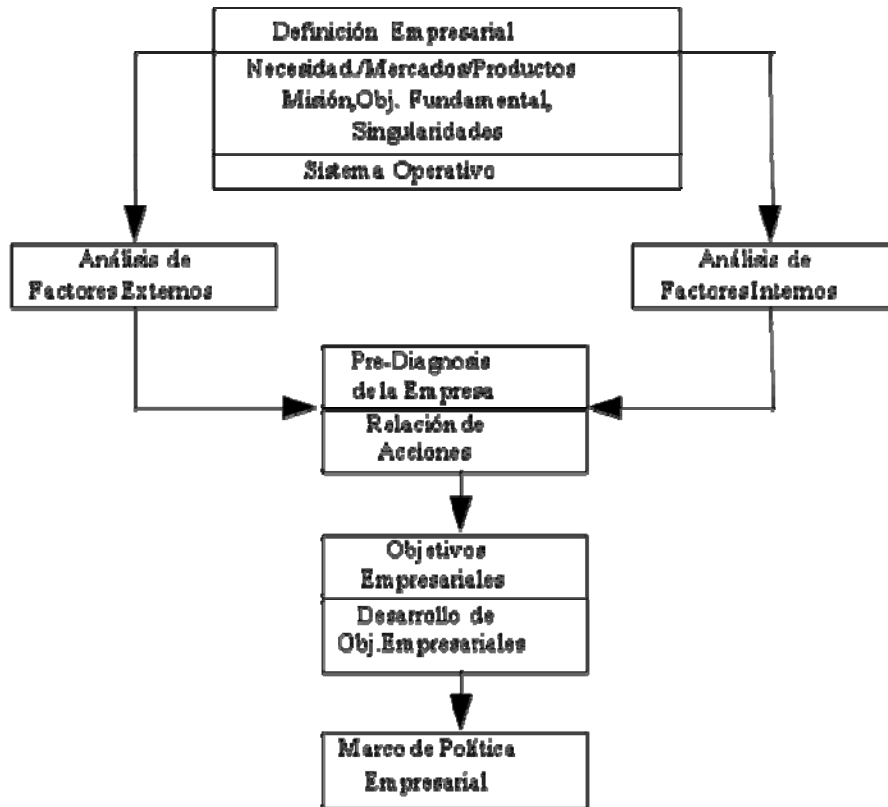 Definición Empresarial
Necesidad./Mercados/Productos
Misión,Obj. Fundamental,
Singularidades
Sistema Operativo
Análisis de
Factores Externos
Análisis de
Factores Internos
Pre-Diagnosis
de la Empresa
Relación de
Acciones
Objetivos
Empresariales
Desarrollo de
Obj.Empresariales
Marco de Política
Empresarial